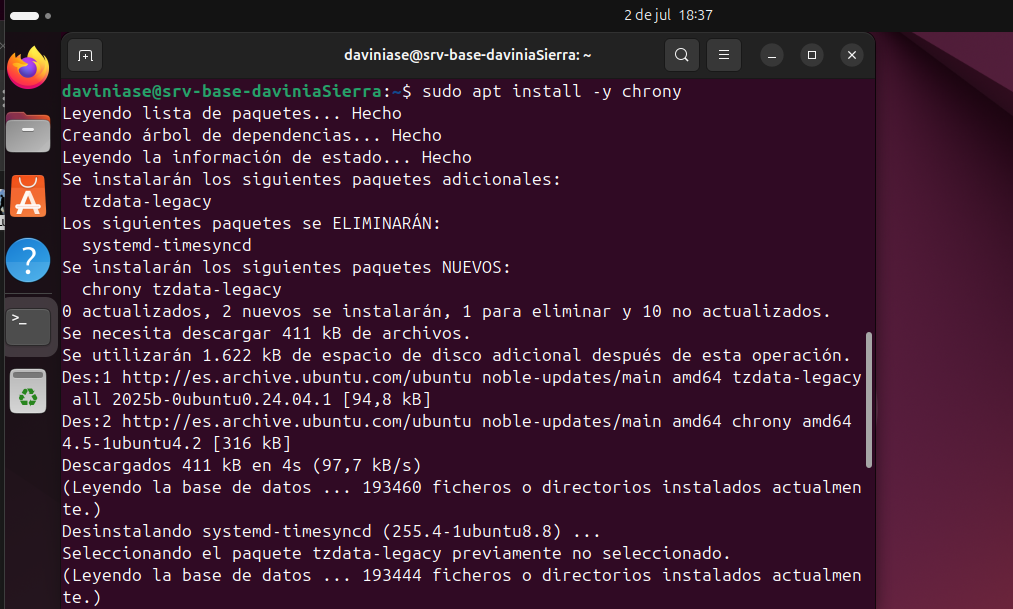 2 de jul 18:37
daviniase@srv-base-daviniaSierra: ~
daviniase@srv-base-daviniaSierra:~$ sudo apt install -y chrony
Leyendo lista de paquetes... Hecho
Creando árbol de dependencias... Hecho
Leyendo la información de estado... Hecho
Se instalarán los siguientes paquetes adicionales:
  tzdata-legacy
Los siguientes paquetes se ELIMINARÁN:
  systemd-timesyncd
Se instalarán los siguientes paquetes NUEVOS:
  chrony tzdata-legacy
0 actualizados, 2 nuevos se instalarán, 1 para eliminar y 10 no actualizados.
Se necesita descargar 411 kB de archivos.
Se utilizarán 1.622 kB de espacio de disco adicional después de esta operación.
Des:1 http://es.archive.ubuntu.com/ubuntu noble-updates/main amd64 tzdata-legacy
 all 2025b-0ubuntu0.24.04.1 [94,8 kB]
Des:2 http://es.archive.ubuntu.com/ubuntu noble-updates/main amd64 chrony amd64
4.5-1ubuntu4.2 [316 kB]
Descargados 411 kB en 4s (97,7 kB/s)
(Leyendo la base de datos ... 193460 ficheros o directorios instalados actualmen
te.)
Desinstalando systemd-timesyncd (255.4-1ubuntu8.8) ...
Seleccionando el paquete tzdata-legacy previamente no seleccionado.
(Leyendo la base de datos ... 193444 ficheros o directorios instalados actualmen
te.)